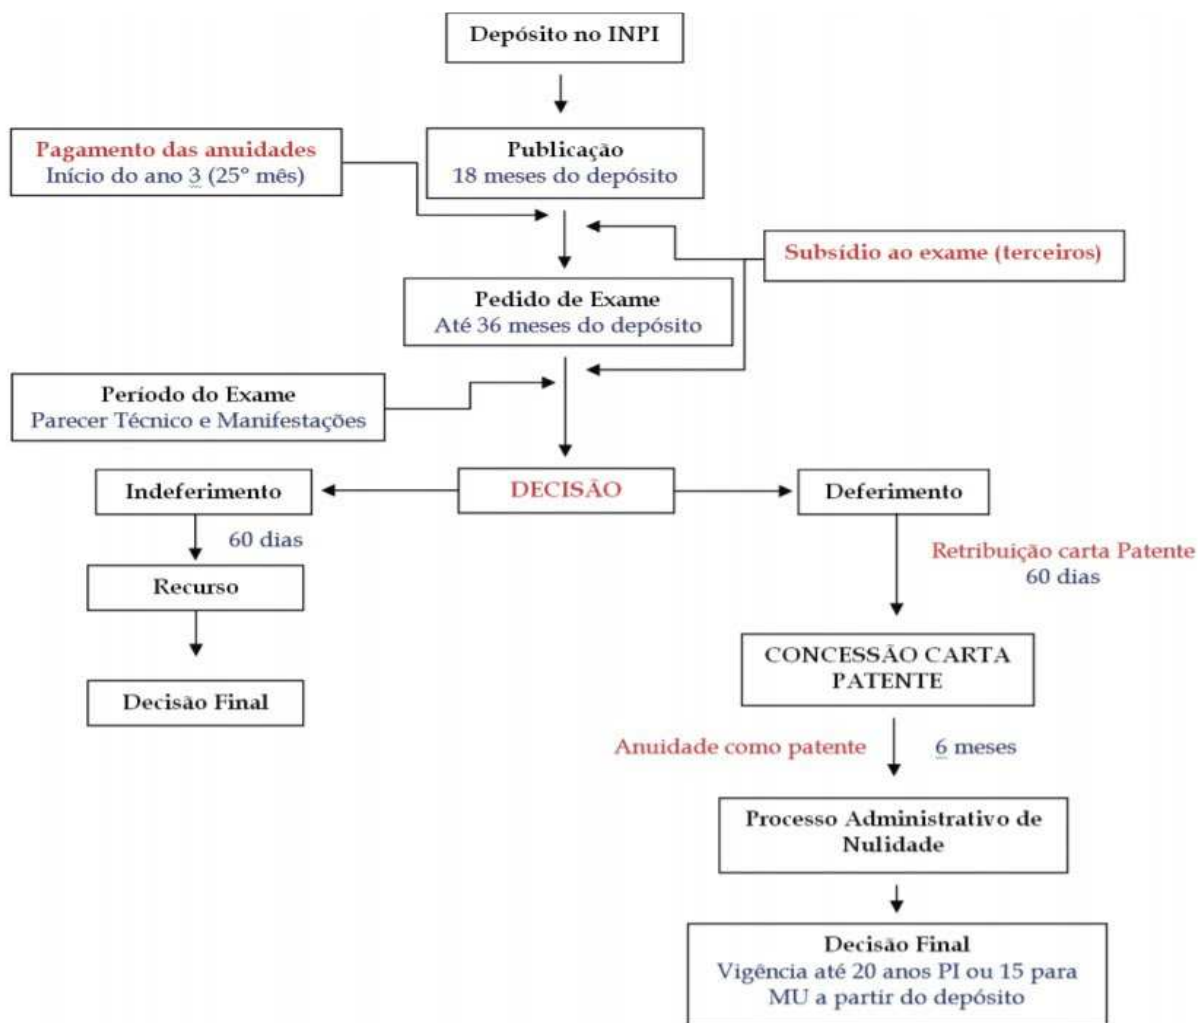 Depósito no INPI
Pagamento das anuidades
Início do ano 3 (25° mês)
Publicação
18 meses do depósito
Subsídio ao exame (terceiros)
Pedido de Exame
Até 36 meses do depósito
Período do Exame
Parecer Técnico e Manifestações
Indeferimento
DECISÃO
Deferimento
60 dias
Recurso
Decisão Final
Retribuição carta Patente
60 dias
CONCESSÃO CARTA
PATENTE
Anuidade como patente
6 meses
Processo Administrativo de
Nulidade
Decisão Final
Vigência até 20 anos PI ou 15 para
MU a partir do depósito